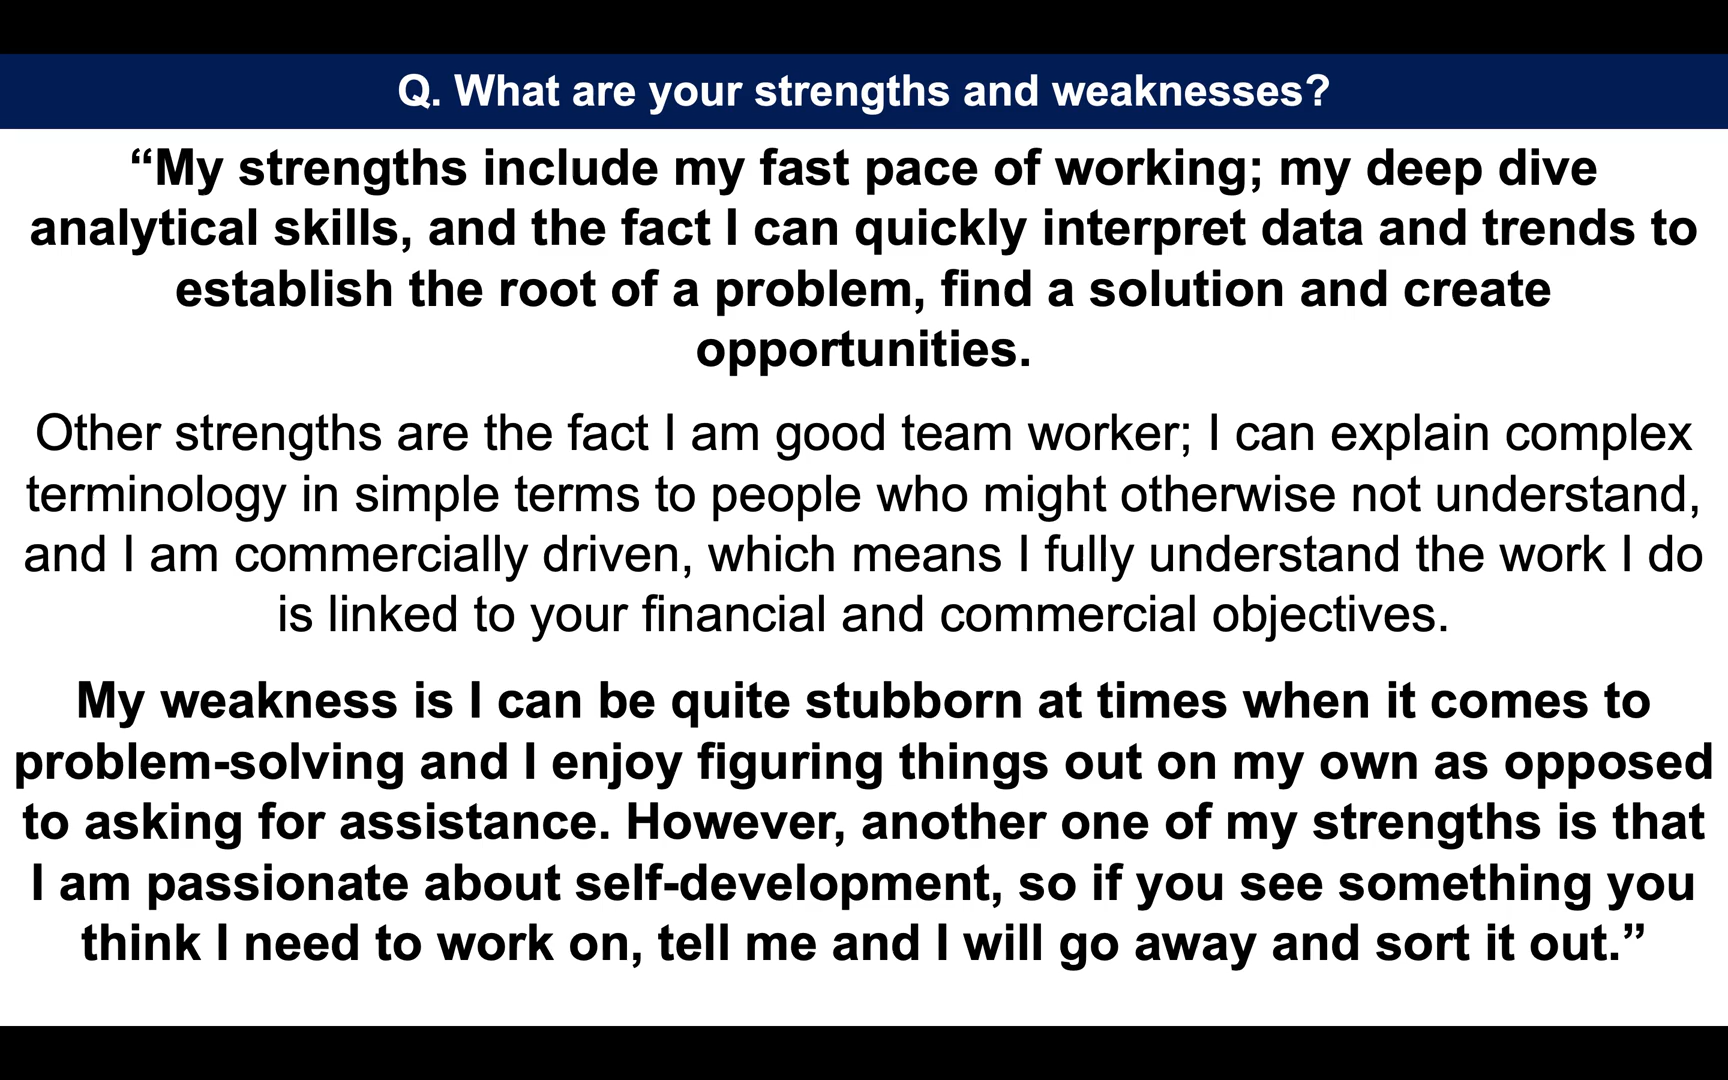 Q. What are your strengths and weaknesses?
“My strengths include my fast pace of working; my deep dive
analytical skills, and the fact I can quickly interpret data and trends to
establish the root of a problem, find a solution and create
opportunities.
Other strengths are the fact I am good team worker; I can explain complex
terminology in simple terms to people who might otherwise not understand,
and I am commercially driven, which means I fully understand the work I do
is linked to your financial and commercial objectives.
My weakness is I can be quite stubborn at times when it comes to
problem-solving and I enjoy figuring things out on my own as opposed
to asking for assistance. However, another one of my strengths is that
I am passionate about self-development, so if you see something you
think I need to work on, tell me and I will go away and sort it out.”